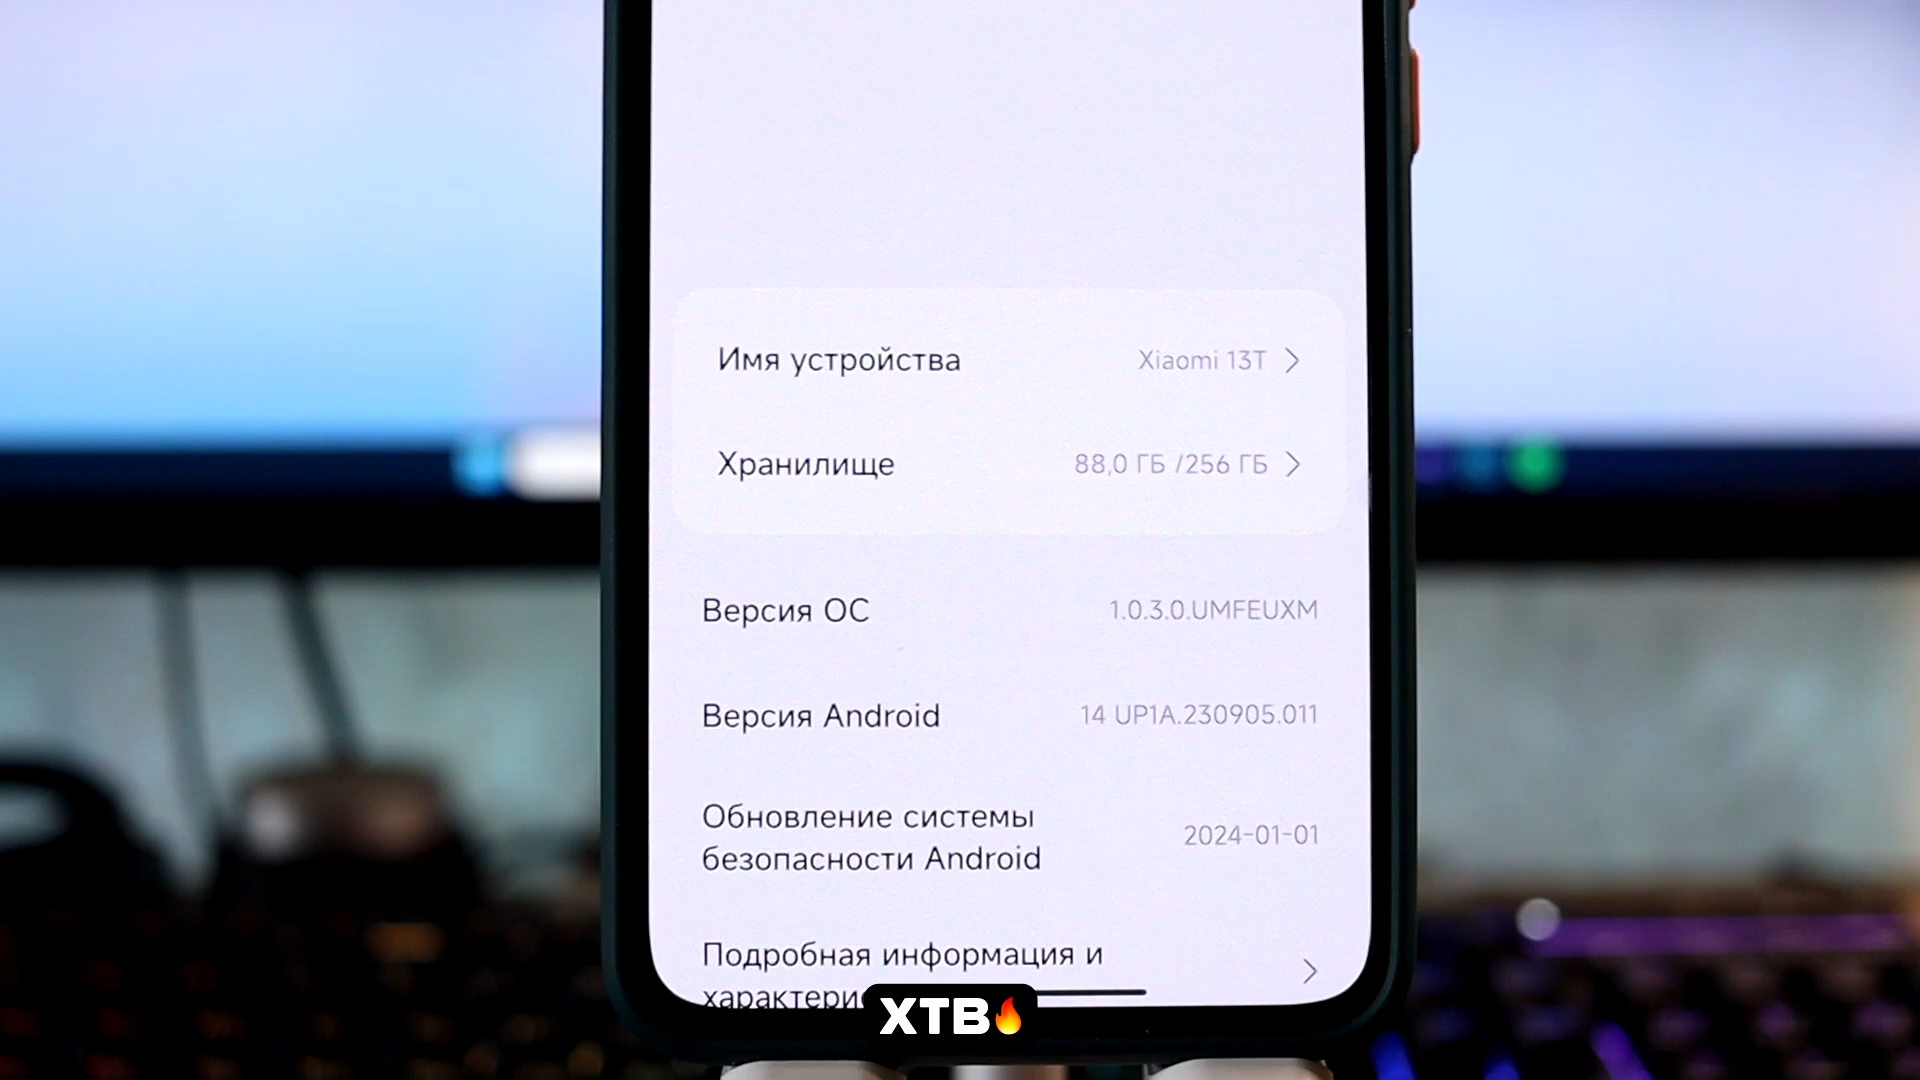 Имя устройства Xiaomi 13T
Хранилище 88,0 ГБ /256 ГБ
Версия ОС 1.0.3.0.UMFEUXM
Версия Android 14 UP1A.230905.011
Обновление системы
безопасности Android 2024-01-01
Подробная информация и
ХТВ🔥